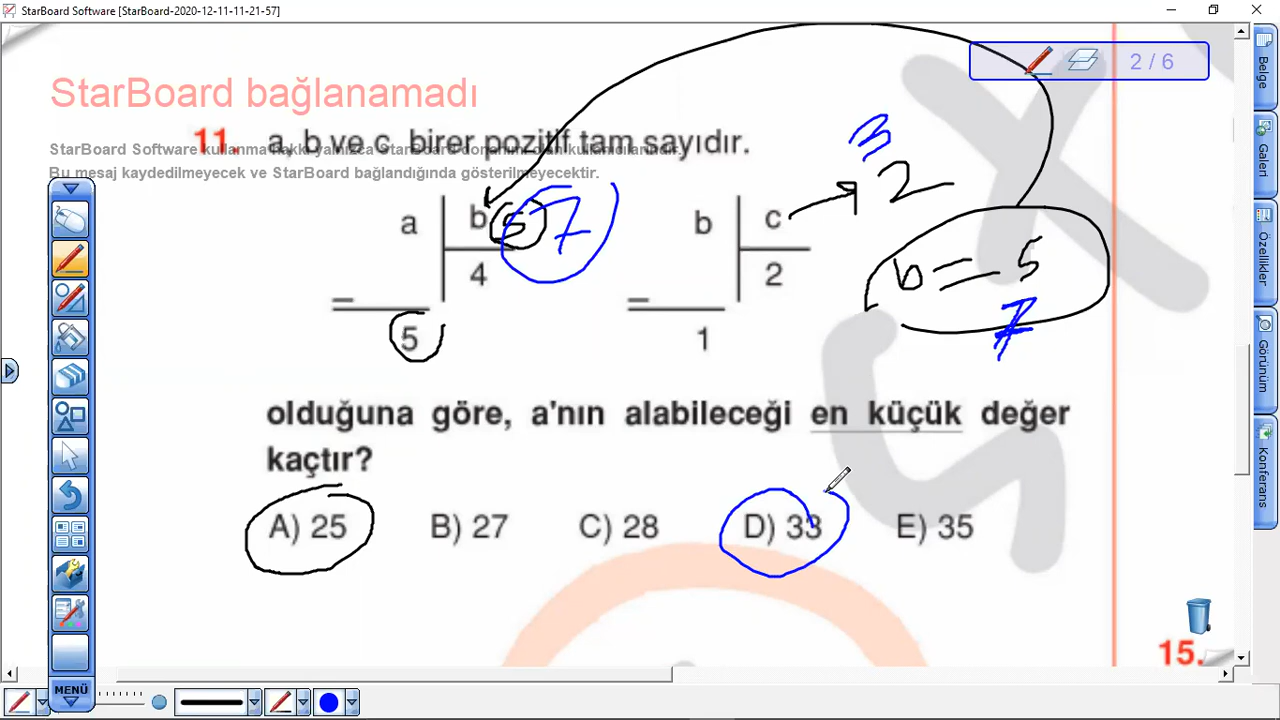 StarBoard Software [StarBoard-2020-12-11-11-21-57]
2 / 6
StarBoard bağlanamadı
11. a, b ve c, birer pozitif tam sayıdır.
StarBoard Software kullanma hakkı yalnızca StarBoard donanımı olan kullanıcılarındır.
Bu mesaj kaydedilmeyecek ve StarBoard bağlandığında gösterilmeyecektir.
3
a b 5 7 b c 2
4 2 b = 5
5 1 7
olduğuna göre, a'nın alabileceği en küçük değer
kaçtır?
A) 25 B) 27 C) 28 D) 33 E) 35
15.
MENÜ
Belge
Galeri
Özellikler
Görünüm
Konferans